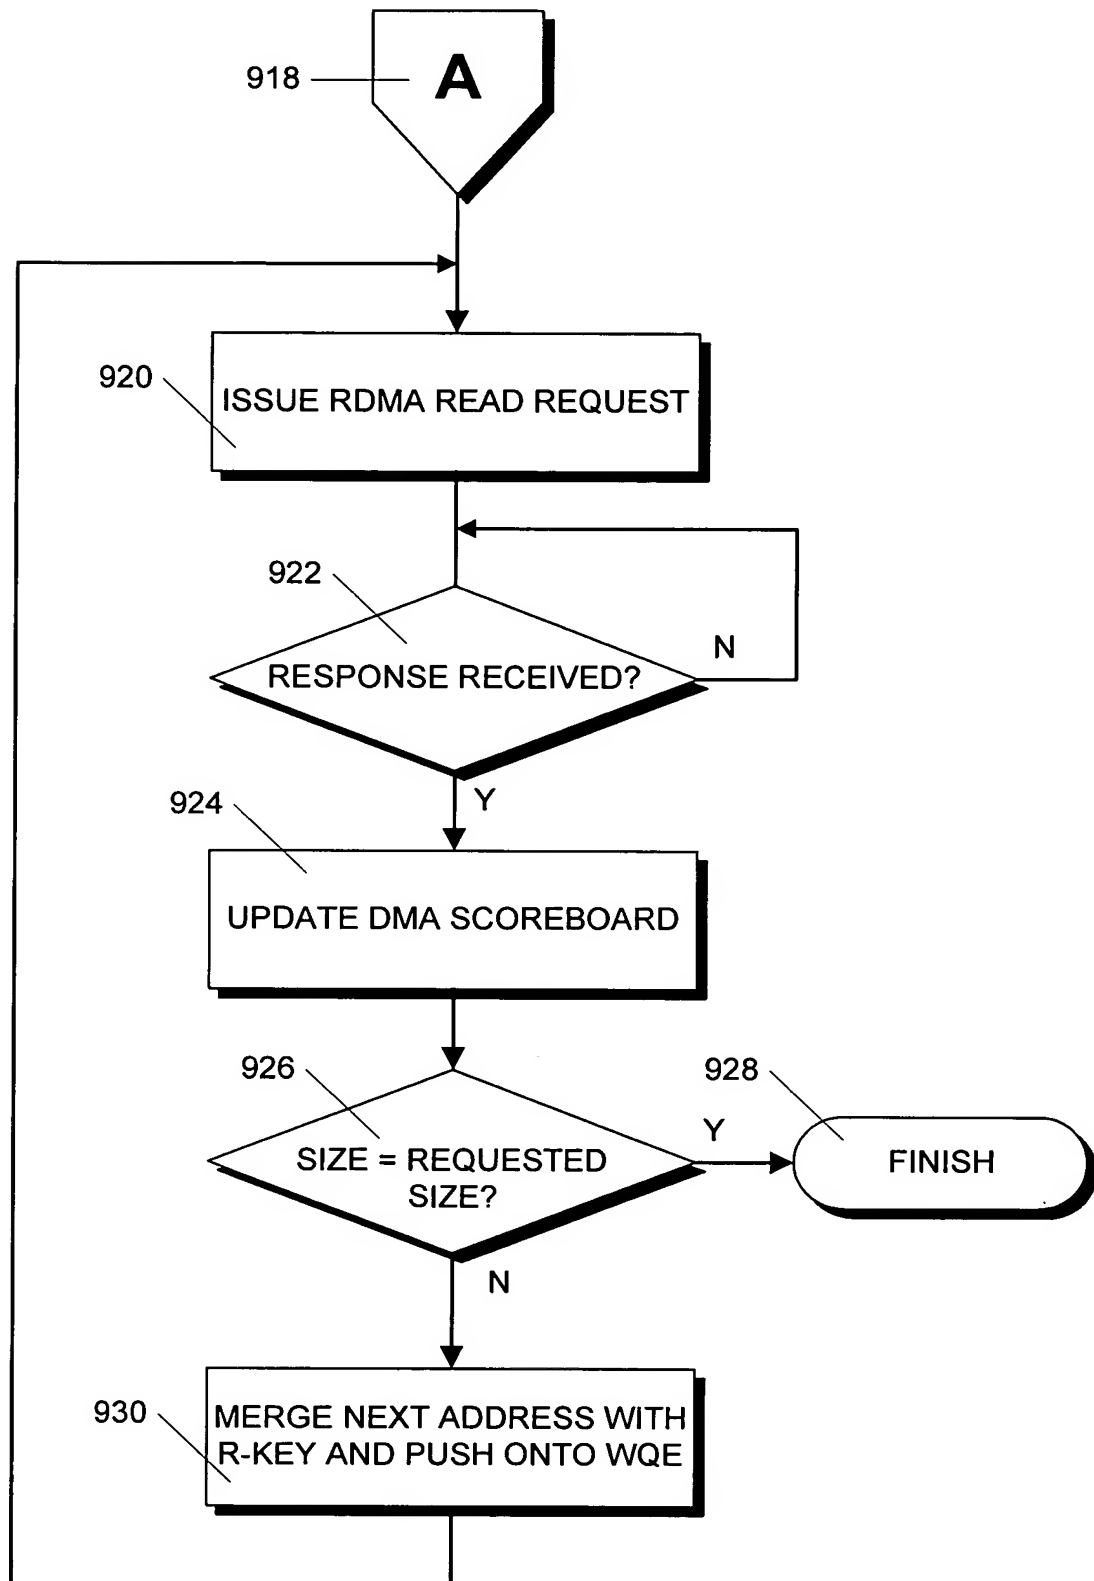 918
A
920
ISSUE RDMA READ REQUEST
922
RESPONSE RECEIVED?
N
Y
924
UPDATE DMA SCOREBOARD
926
SIZE = REQUESTED
SIZE?
Y
928
FINISH
N
930
MERGE NEXT ADDRESS WITH
R-KEY AND PUSH ONTO WQE